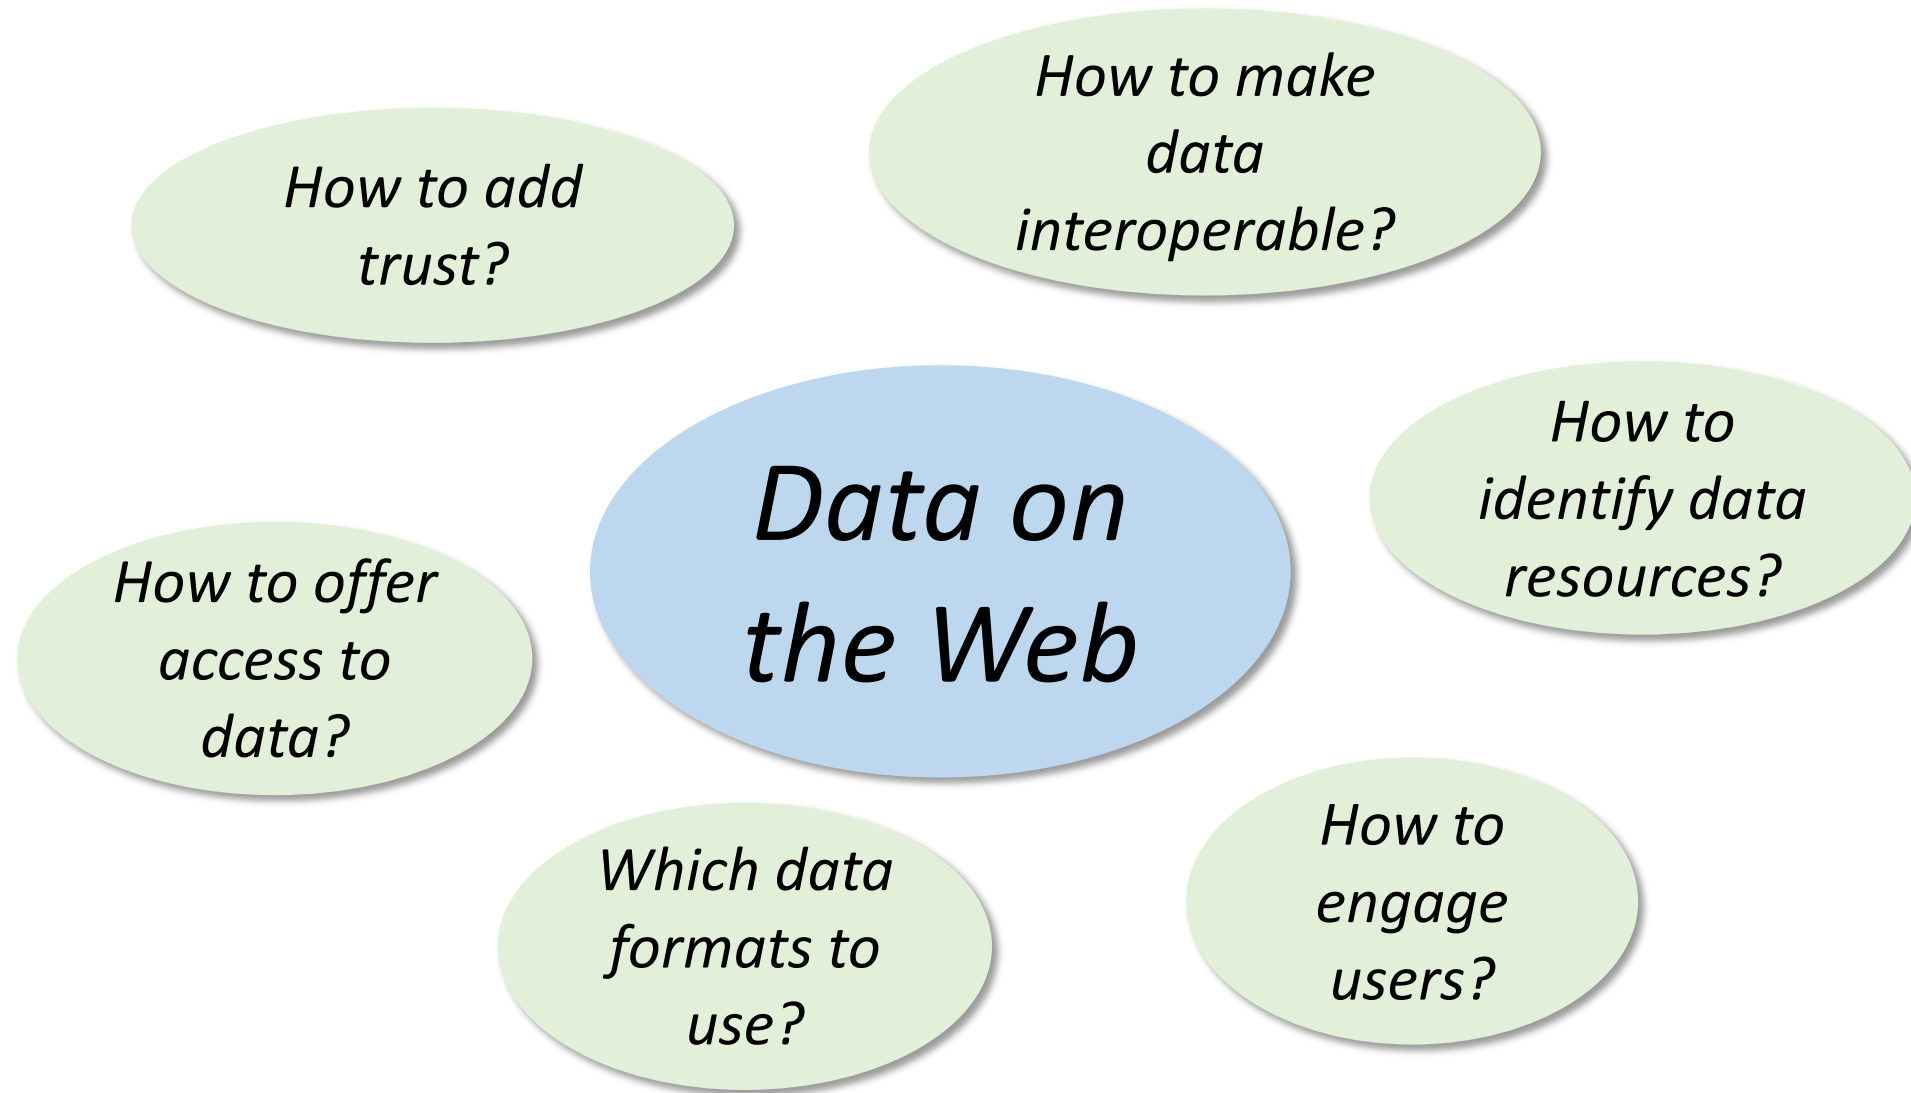 How to add
trust?
How to make
data
interoperable?
Data on
the Web
How to
identify data
resources?
How to offer
access to
data?
Which data
formats to
use?
How to
engage
users?